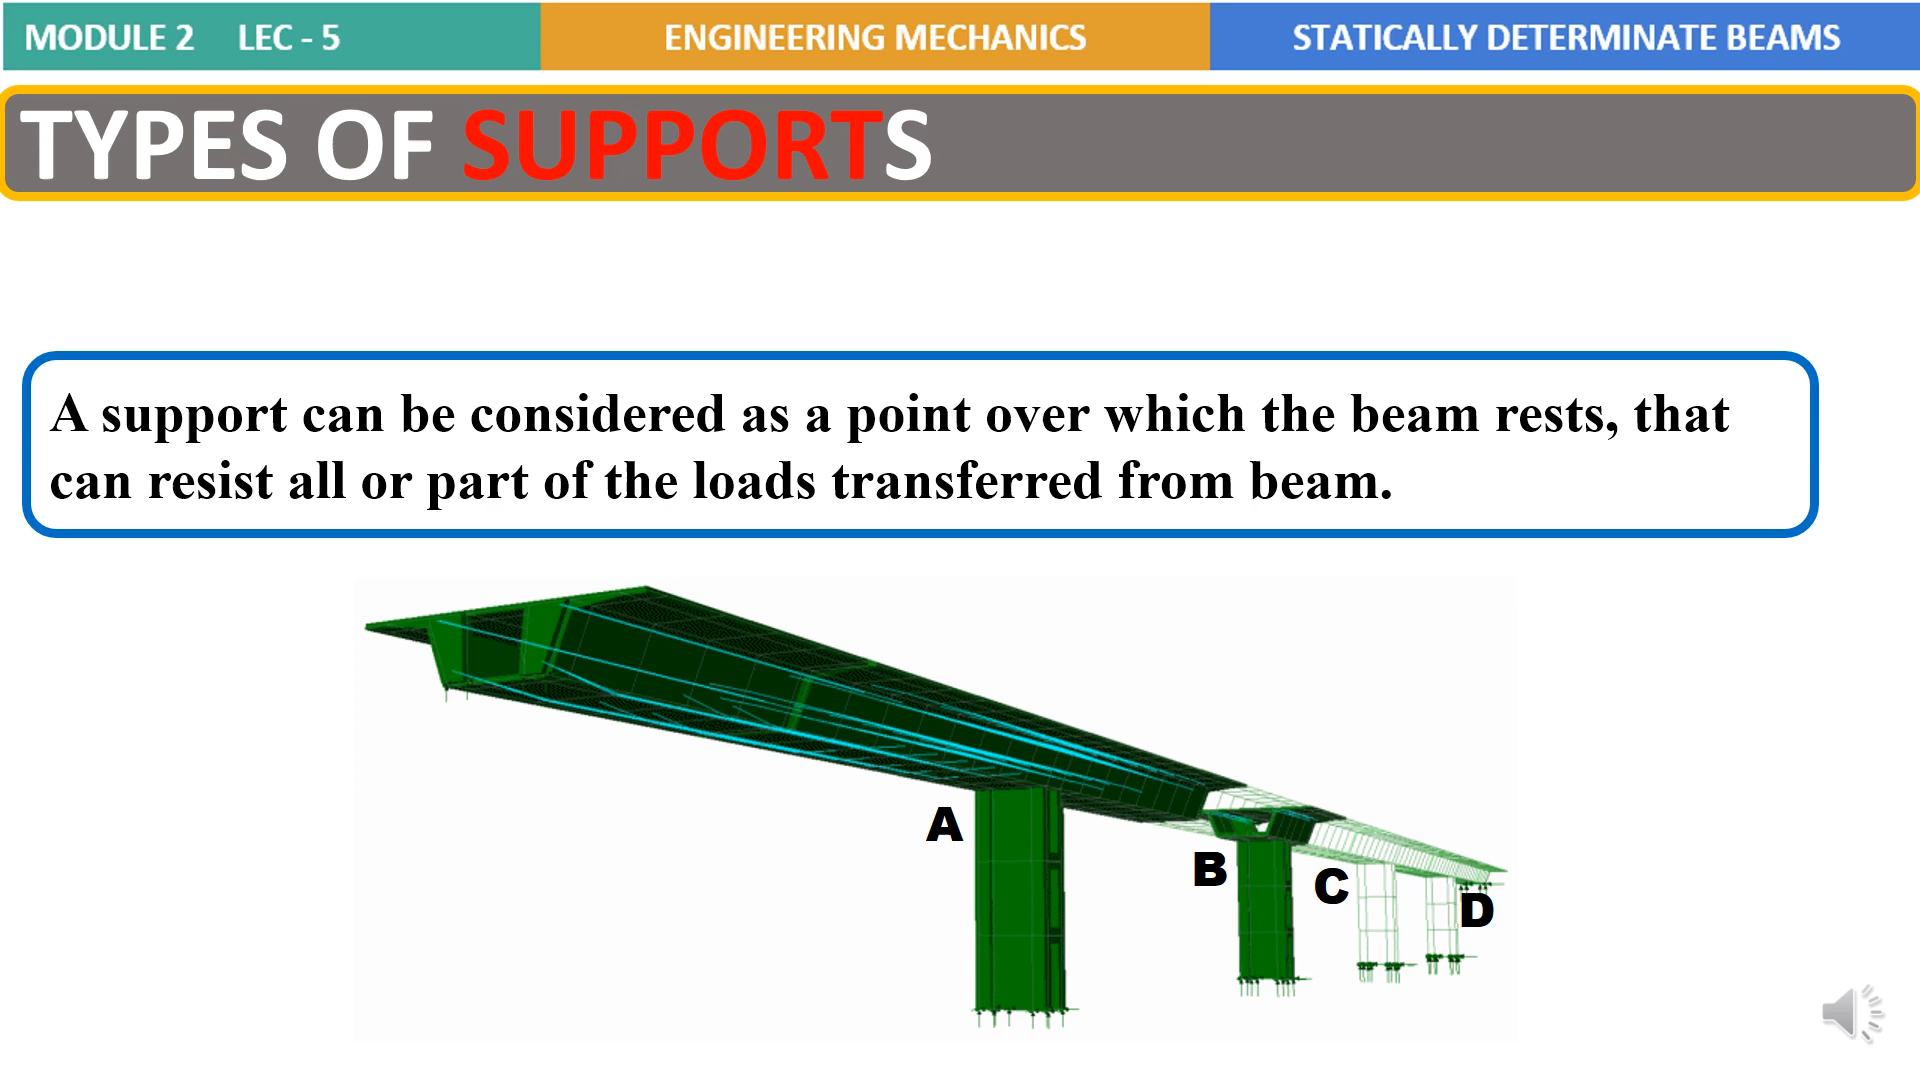 MODULE 2 LEC - 5
ENGINEERING MECHANICS
STATICALLY DETERMINATE BEAMS
TYPES OF SUPPORTS
A support can be considered as a point over which the beam rests, that
can resist all or part of the loads transferred from beam.
A
B
C
D